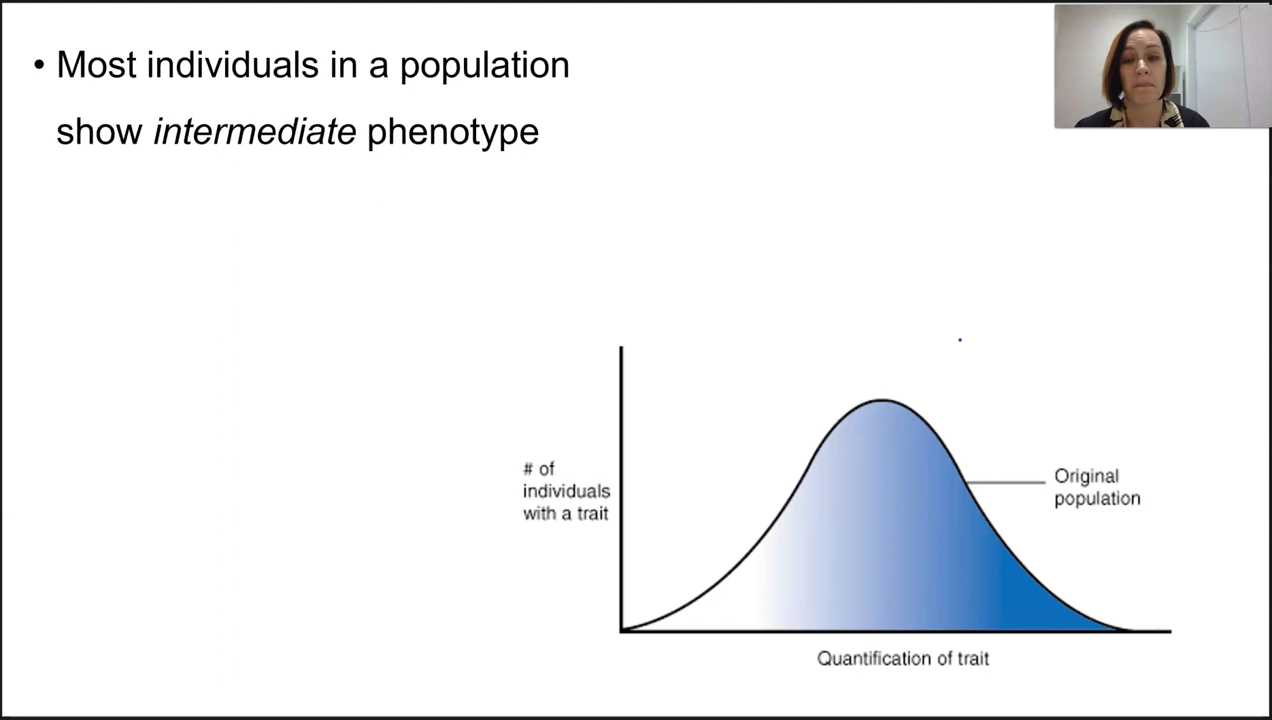 • Most individuals in a population
show intermediate phenotype
# of
individuals
with a trait
Original
population
Quantification of trait